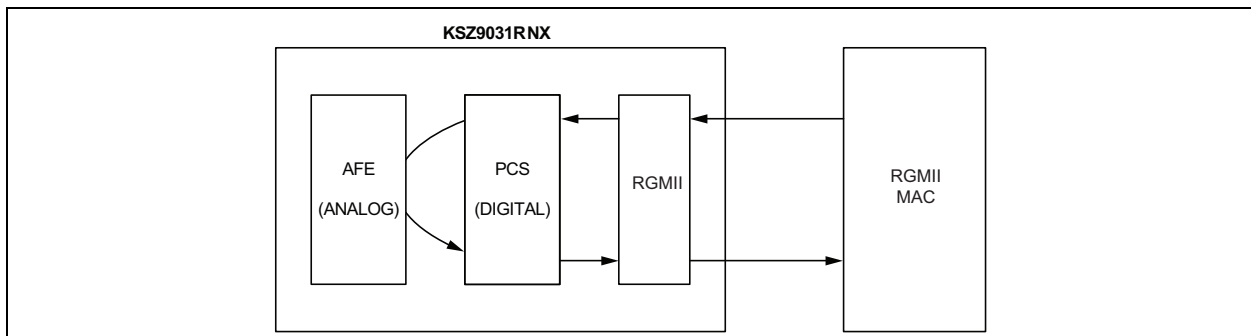 KSZ9031RNX
AFE
(ANALOG)
PCS
(DIGITAL)
RGMII
RGMII
MAC